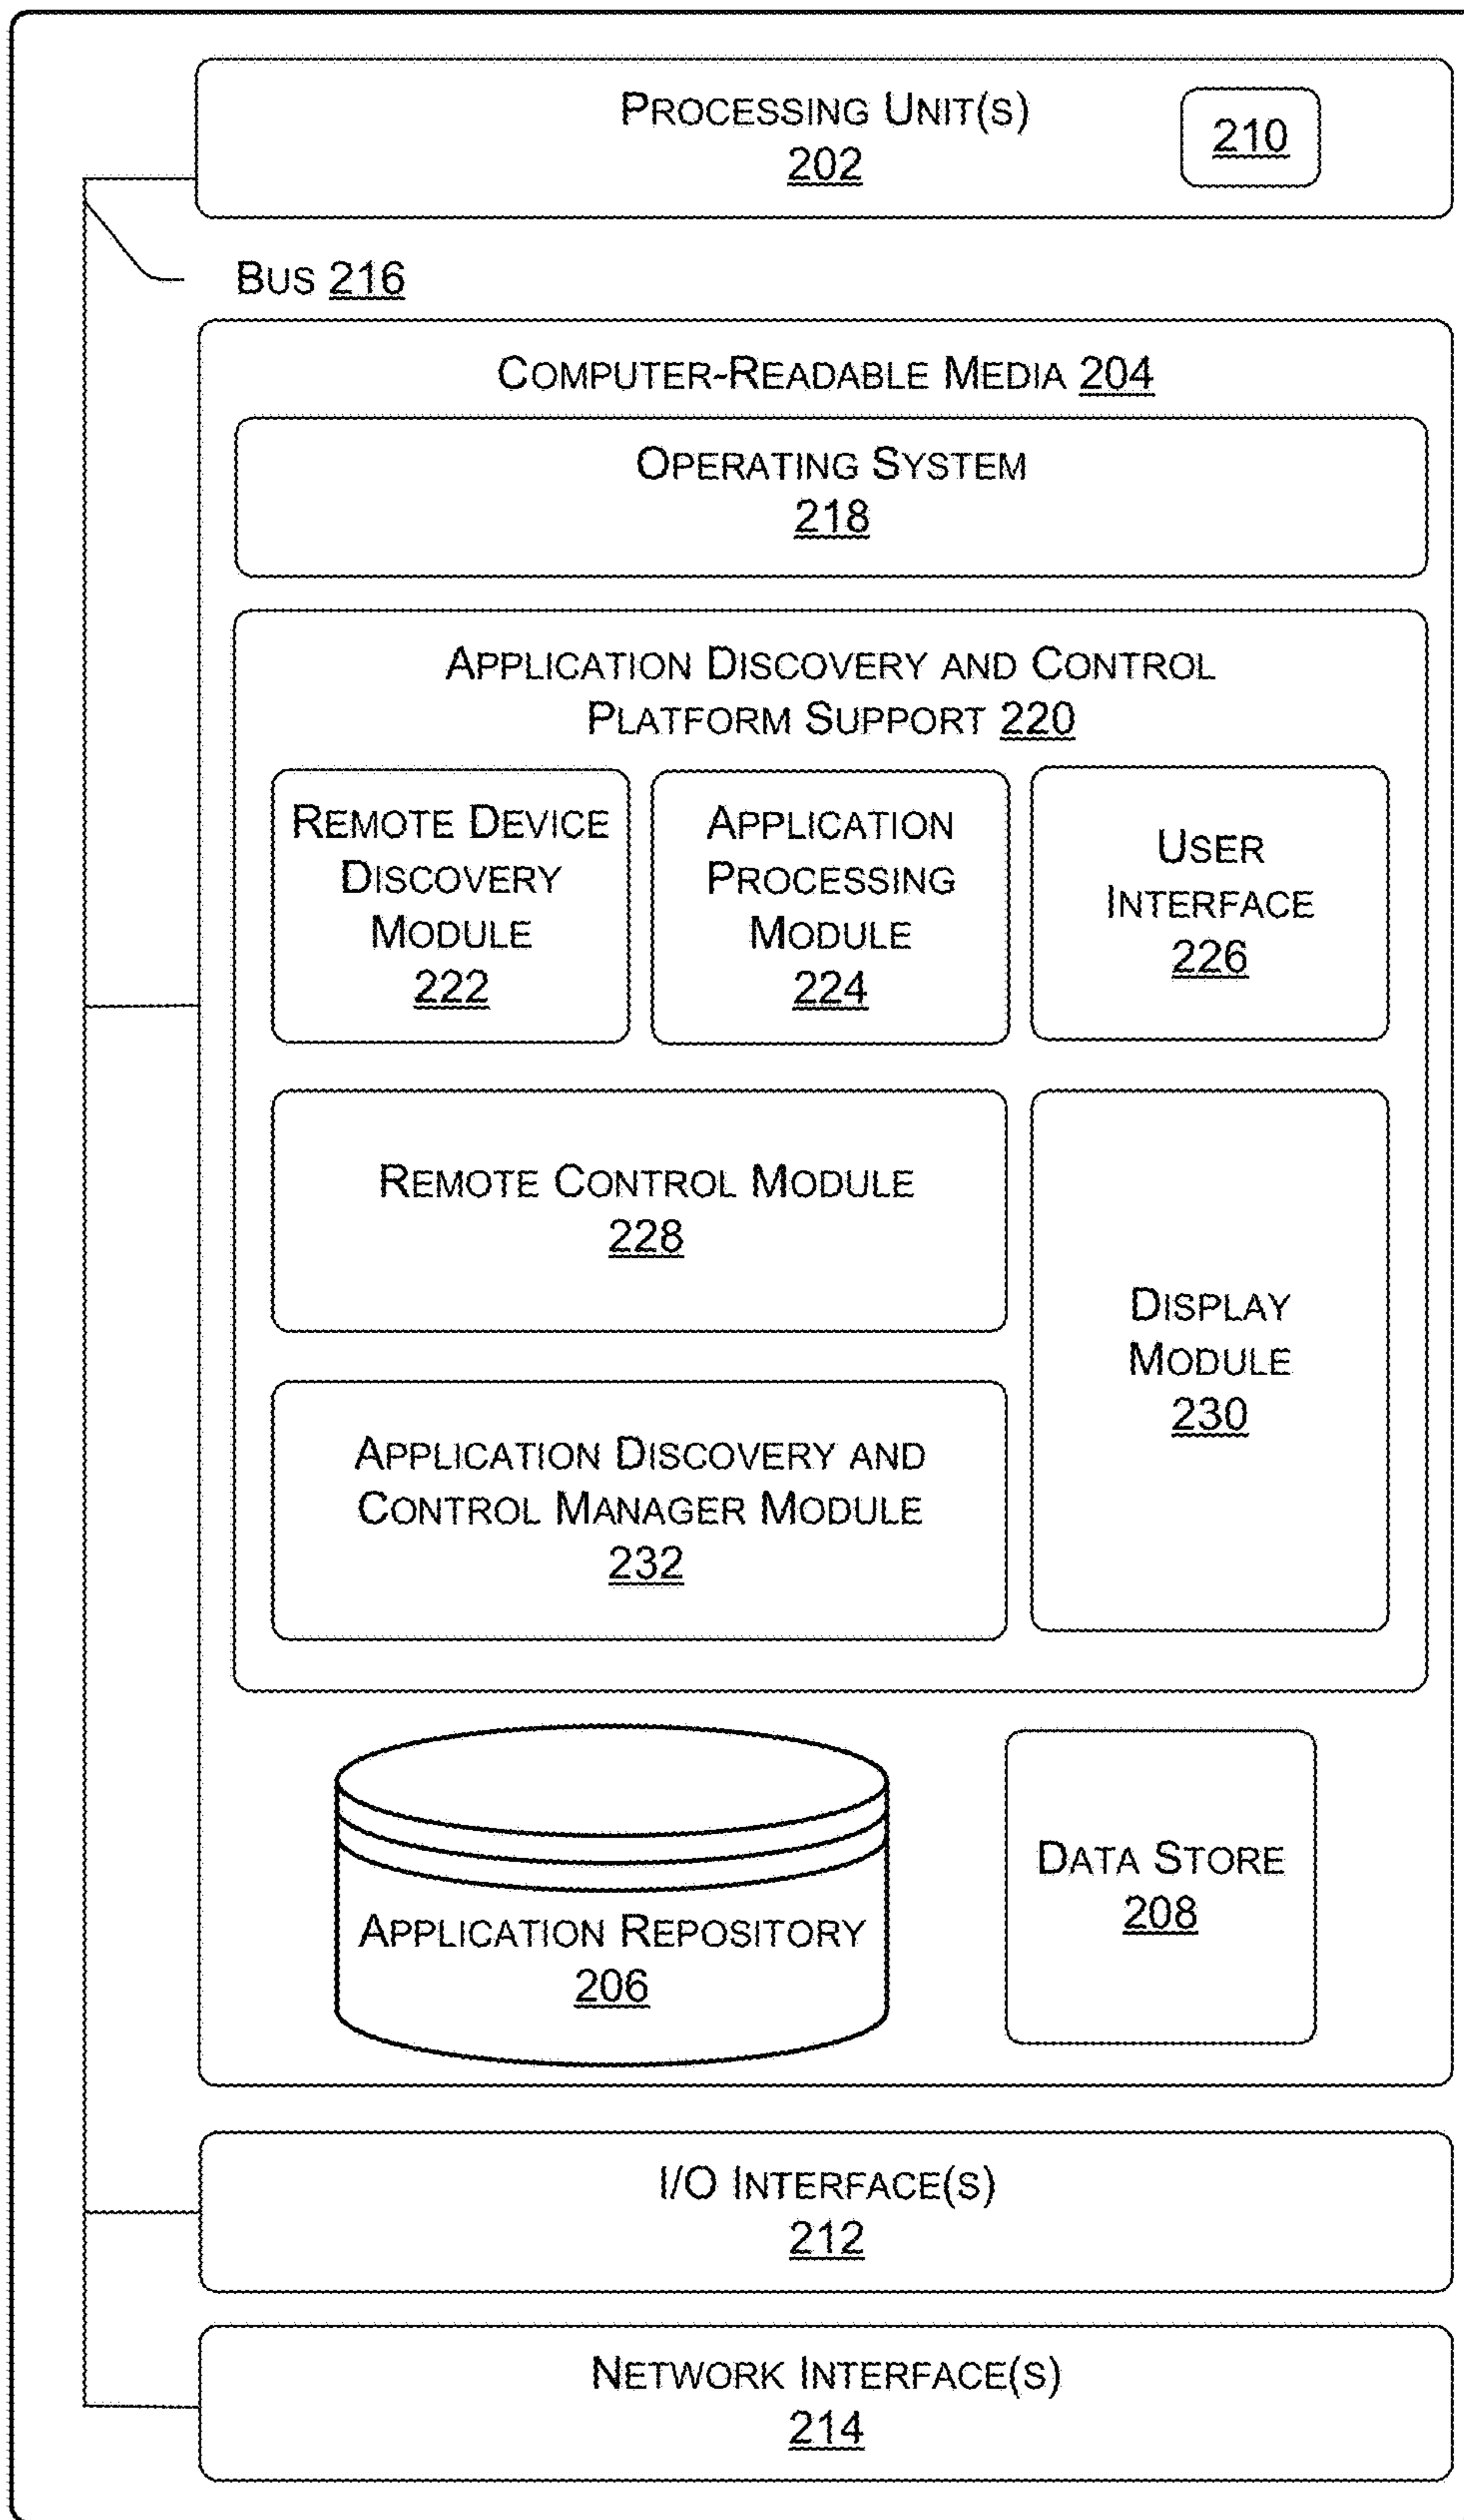 PROCESSING UNIT(S)
202
210
BUS 216
COMPUTER-READABLE MEDIA 204
OPERATING SYSTEM
218
APPLICATION DISCOVERY AND CONTROL
PLATFORM SUPPORT 220
REMOTE DEVICE
DISCOVERY
MODULE
222
APPLICATION
PROCESSING
MODULE
224
USER
INTERFACE
226
REMOTE CONTROL MODULE
228
DISPLAY
MODULE
230
APPLICATION DISCOVERY AND
CONTROL MANAGER MODULE
232
APPLICATION REPOSITORY
206
DATA STORE
208
I/O INTERFACE(S)
212
NETWORK INTERFACE(S)
214